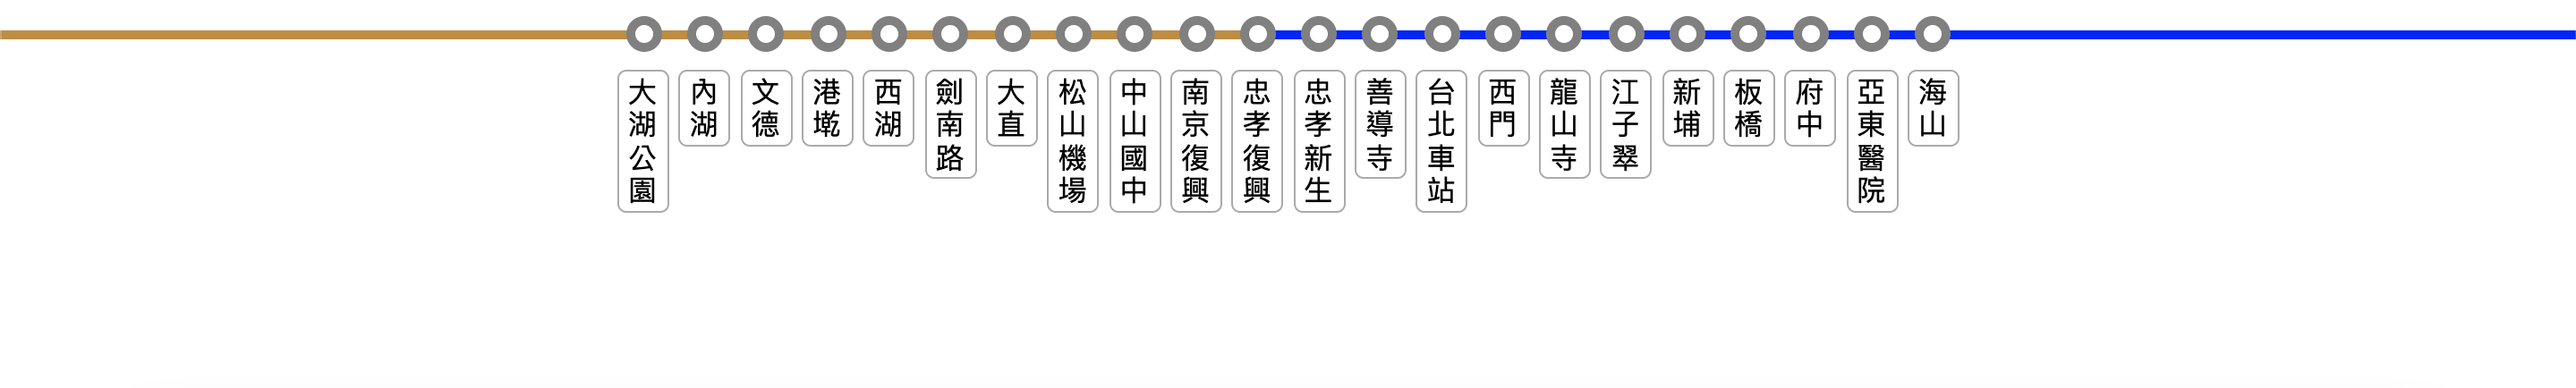 大湖公園
內湖
文德
港墘
西湖
劍南路
大直
松山機場
中山國中
南京復興
忠孝復興
忠孝新生
善導寺
台北車站
西門
龍山寺
江子翠
新埔
板橋
府中
亞東醫院
海山